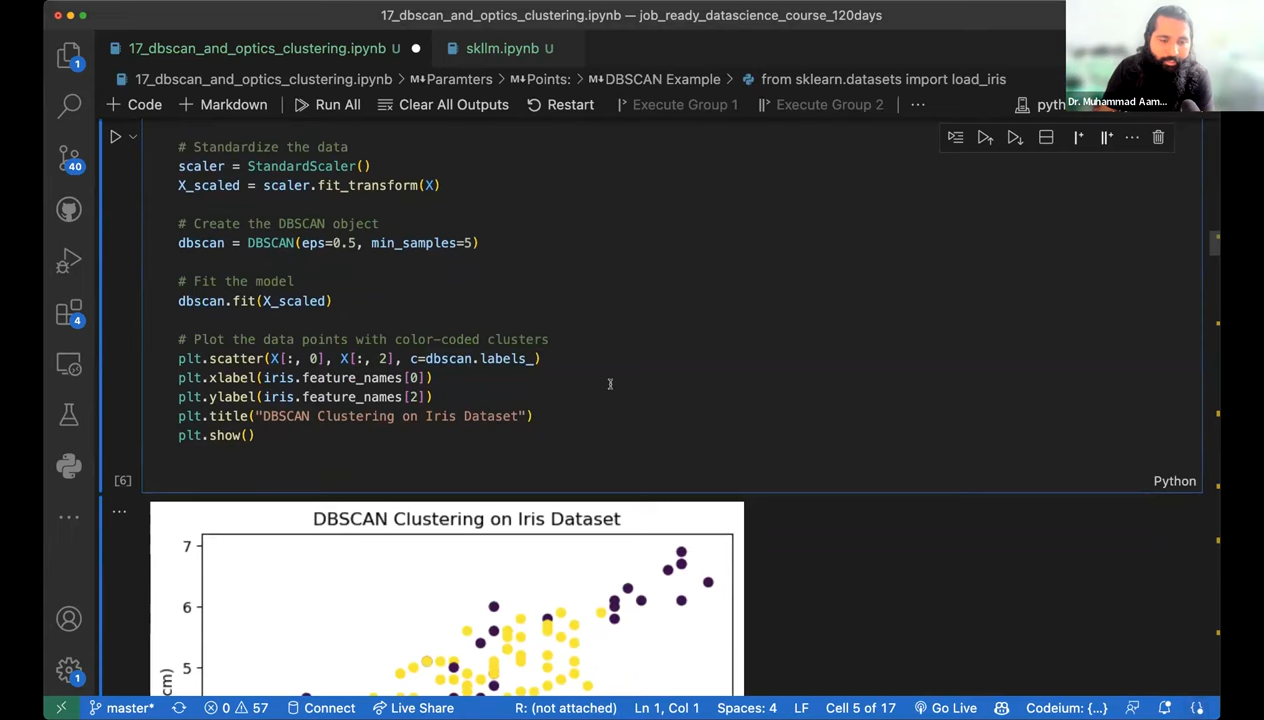 17_dbscan_and_optics_clustering.ipynb — job_ready_datascience_course_120days
17_dbscan_and_optics_clustering.ipynb U skllm.ipynb U
17_dbscan_and_optics_clustering.ipynb > Paramters > Points: > DBSCAN Example > from sklearn.datasets import load_iris
+ Code + Markdown Run All Clear All Outputs Restart Execute Group 1 Execute Group 2 ...
Dr. Muhammad Aam...
# Standardize the data
scaler = StandardScaler()
X_scaled = scaler.fit_transform(X)
# Create the DBSCAN object
dbscan = DBSCAN(eps=0.5, min_samples=5)
# Fit the model
dbscan.fit(X_scaled)
# Plot the data points with color-coded clusters
plt.scatter(X[:, 0], X[:, 2], c=dbscan.labels_)
plt.xlabel(iris.feature_names[0])
plt.ylabel(iris.feature_names[2])
plt.title("DBSCAN Clustering on Iris Dataset")
plt.show()
[6] Python
DBSCAN Clustering on Iris Dataset
7
6
5
cm)
1
40
4
1
master* 0 57 Connect Live Share R: (not attached) Ln 1, Col 1 Spaces: 4 LF Cell 5 of 17 Go Live Codeium: {...}